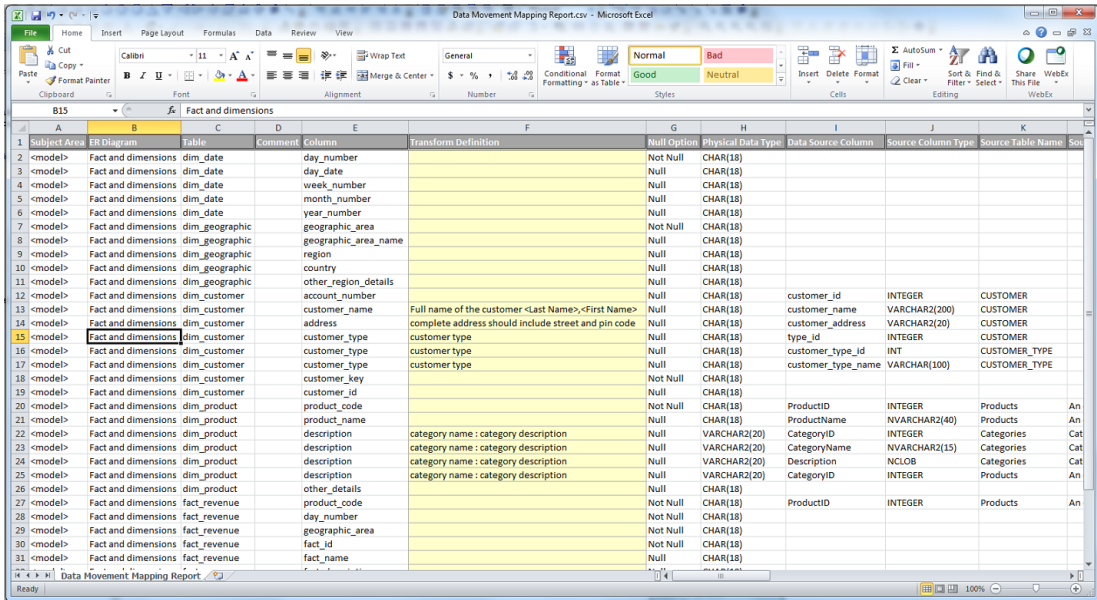 Data Movement Mapping Report.csv - Microsoft Excel
File Home Insert Page Layout Formulas Data Review View
Cut Calibri 11 Wrap Text General Normal Bad AutoSum
Copy Fill
Paste Format Painter B I U Merge & Center $ % , Conditional Formatting Format as Table Good Neutral Insert Delete Format Clear Sort & Filter Find & Select Share This File WebEx
Clipboard Font Alignment Number Styles Cells Editing WebEx
B15 fx Fact and dimensions
A B C D E F G H I J K
1 Subject Area ER Diagram Table Comment Column Transform Definition Null Option Physical Data Type Data Source Column Source Column Type Source Table Name Sou
2 <model> Fact and dimensions dim_date day_number Not Null CHAR(18)
3 <model> Fact and dimensions dim_date day_date Null CHAR(18)
4 <model> Fact and dimensions dim_date week_number Null CHAR(18)
5 <model> Fact and dimensions dim_date month_number Null CHAR(18)
6 <model> Fact and dimensions dim_date year_number Null CHAR(18)
7 <model> Fact and dimensions dim_geographic geographic_area Not Null CHAR(18)
8 <model> Fact and dimensions dim_geographic geographic_area_name Null CHAR(18)
9 <model> Fact and dimensions dim_geographic region Null CHAR(18)
10 <model> Fact and dimensions dim_geographic country Null CHAR(18)
11 <model> Fact and dimensions dim_geographic other_region_details Null CHAR(18)
12 <model> Fact and dimensions dim_customer account_number Null CHAR(18) customer_id INTEGER CUSTOMER
13 <model> Fact and dimensions dim_customer customer_name Full name of the customer <Last Name>,<First Name> Null CHAR(18) customer_name VARCHAR2(200) CUSTOMER
14 <model> Fact and dimensions dim_customer address complete address should include street and pin code Null CHAR(18) customer_address VARCHAR2(20) CUSTOMER
15 <model> Fact and dimensions dim_customer customer_type customer type Null CHAR(18) type_id INTEGER CUSTOMER
16 <model> Fact and dimensions dim_customer customer_type customer type Null CHAR(18) customer_type_id INT CUSTOMER_TYPE
17 <model> Fact and dimensions dim_customer customer_type customer type Null CHAR(18) customer_type_name VARCHAR(100) CUSTOMER_TYPE
18 <model> Fact and dimensions dim_customer customer_key Not Null CHAR(18)
19 <model> Fact and dimensions dim_customer customer_id Null CHAR(18)
20 <model> Fact and dimensions dim_product product_code Not Null CHAR(18) ProductID INTEGER Products An
21 <model> Fact and dimensions dim_product product_name Null CHAR(18) ProductName NVARCHAR2(40) Products An
22 <model> Fact and dimensions dim_product description category name : category description Null VARCHAR2(20) CategoryID INTEGER Categories Cat
23 <model> Fact and dimensions dim_product description category name : category description Null VARCHAR2(20) CategoryName NVARCHAR2(15) Categories Cat
24 <model> Fact and dimensions dim_product description category name : category description Null VARCHAR2(20) Description NCLOB Categories Cat
25 <model> Fact and dimensions dim_product description category name : category description Null VARCHAR2(20) CategoryID INTEGER Products An
26 <model> Fact and dimensions dim_product other_details Null CHAR(18)
27 <model> Fact and dimensions fact_revenue product_code Not Null CHAR(18) ProductID INTEGER Products An
28 <model> Fact and dimensions fact_revenue day_number Not Null CHAR(18)
29 <model> Fact and dimensions fact_revenue geographic_area Not Null CHAR(18)
30 <model> Fact and dimensions fact_revenue fact_id Not Null CHAR(18)
31 <model> Fact and dimensions fact_revenue fact_name Null CHAR(18)
Data Movement Mapping Report
Ready 100%